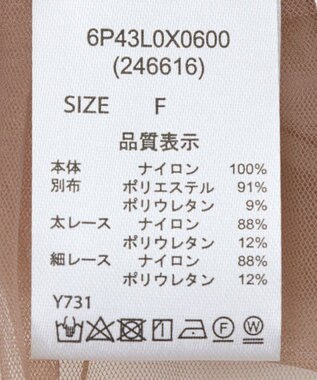 6P43L0X0600
(246616)
SIZE F
品質表示
本体 ナイロン 100%
別布 ポリエステル 91%
ポリウレタン 9%
太レース ナイロン 88%
ポリウレタン 12%
細レース ナイロン 88%
ポリウレタン 12%
Y731
F W